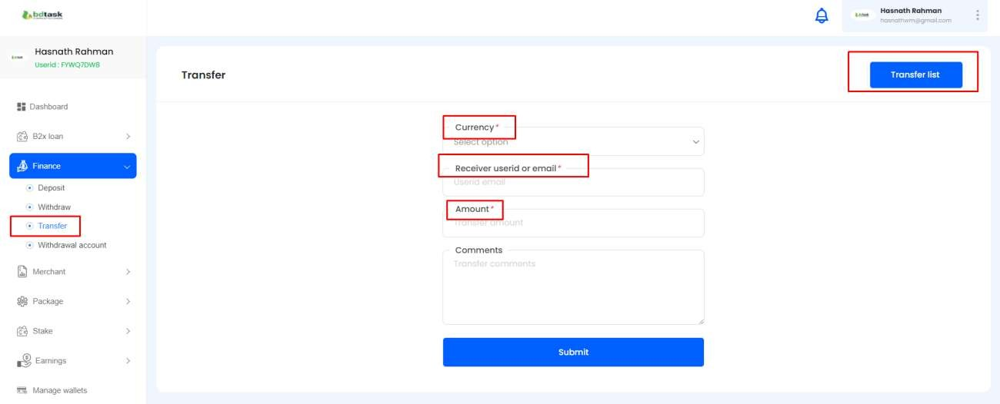 bdtask
Hasnath Rahman
hasnathwm@gmail.com
Hasnath Rahman
Userid : FYWQ7DW8
Dashboard
B2x loan
Finance
Deposit
Withdraw
Transfer
Withdrawal account
Merchant
Package
Stake
Earnings
Manage wallets
Transfer
Transfer list
Currency*
Select option
Receiver userid or email*
Userid email
Amount*
Transfer amount
Comments
Transfer comments
Submit